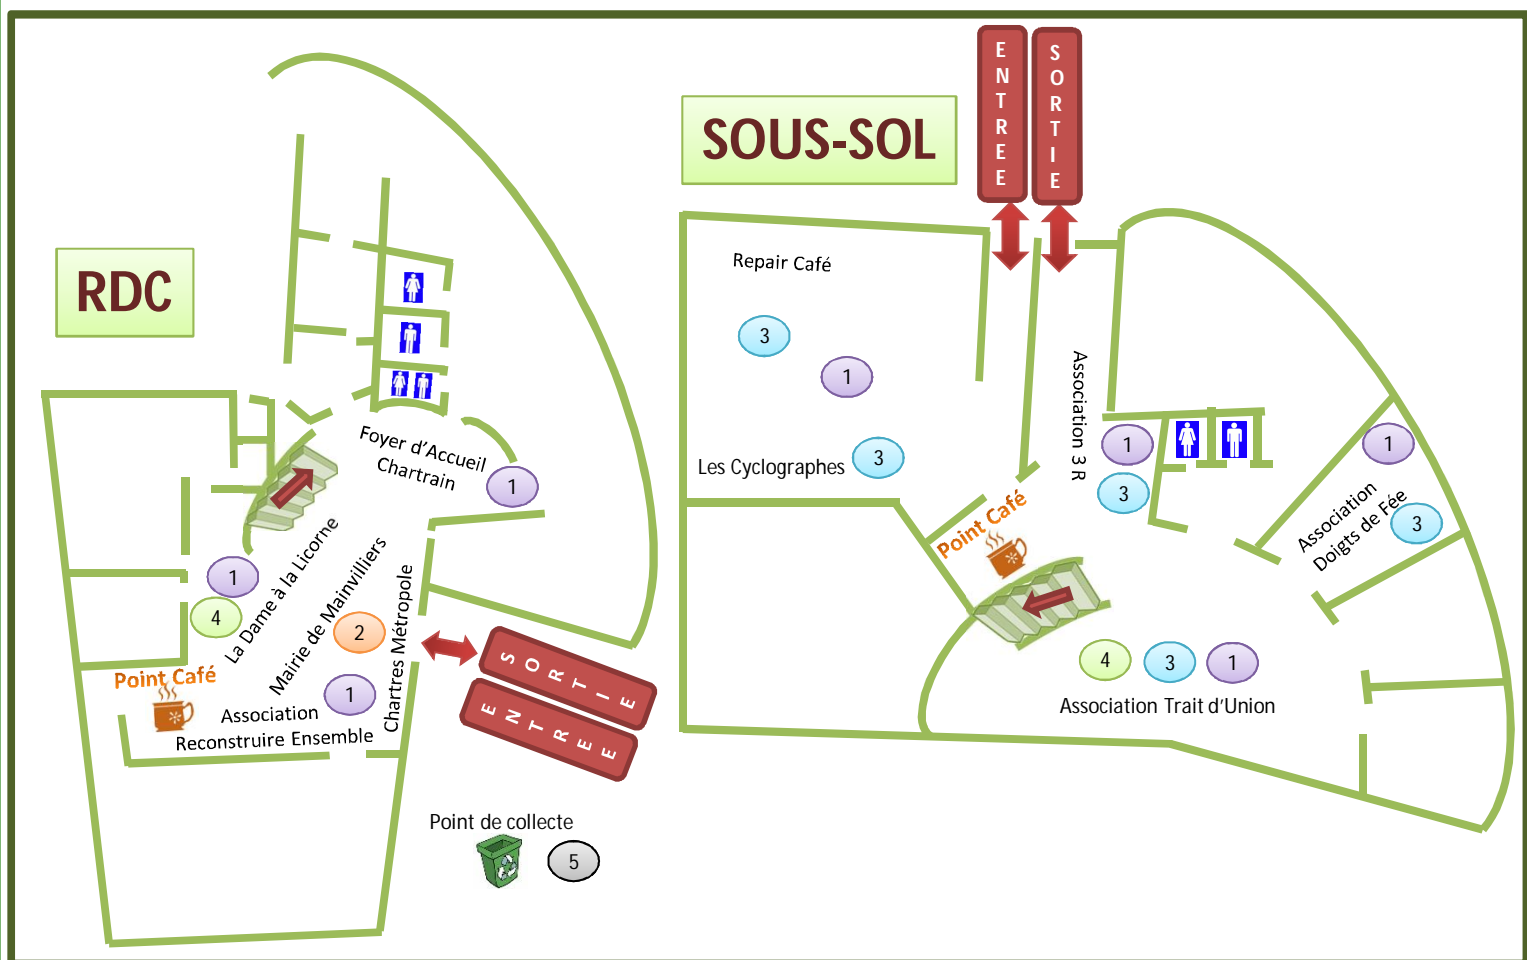 RDC
Foyer d'Accueil
Chartrain
1
La Dame à la Licorne
1
4
Mairie de Mainvilliers
2
Chartres Métropole
Point Café
1
Association
Reconstruire Ensemble
SORTIE
ENTREE
Point de collecte
5
SOUS-SOL
ENTREE
SORTIE
Repair Café
3
1
Les Cyclographes
3
Association 3 R
1
3
Point Café
1
Association
Doigts de Fée
3
4
3
1
Association Trait d'Union